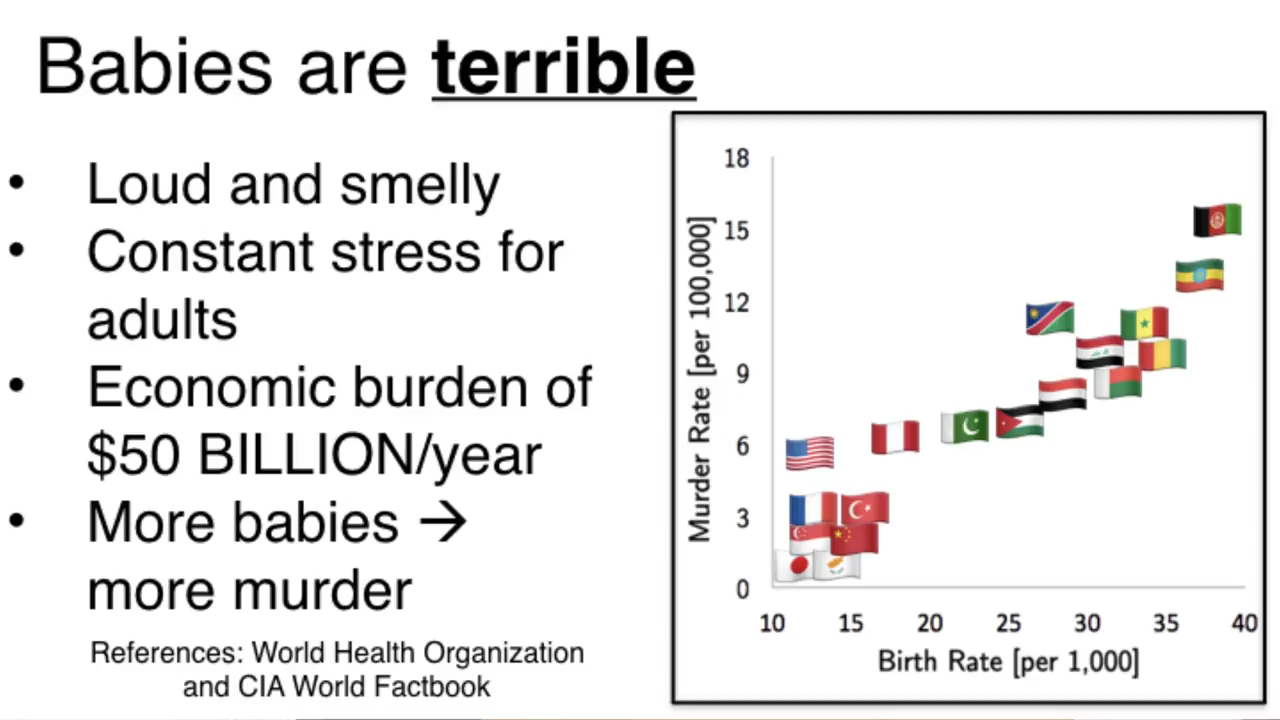 Babies are terrible
• Loud and smelly
• Constant stress for
adults
• Economic burden of
$50 BILLION/year
• More babies →
more murder
References: World Health Organization
and CIA World Factbook
Murder Rate [per 100,000]
18
15
12
9
6
3
0
10 15 20 25 30 35 40
Birth Rate [per 1,000]